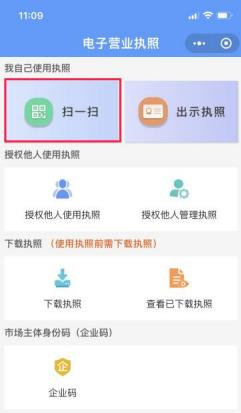 11:09
电子营业执照
我自己使用执照
扫一扫
出示执照
授权他人使用执照
授权他人使用执照
授权他人管理执照
下载执照 （使用执照前需下载执照）
下载执照
查看已下载执照
市场主体身份码（企业码）
企
企业码